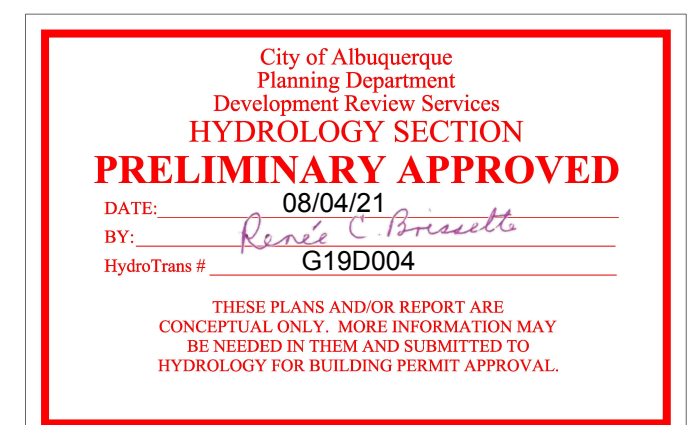 City of Albuquerque
Planning Department
Development Review Services
HYDROLOGY SECTION
PRELIMINARY APPROVED
DATE: 08/04/21
BY: Renée C. Brissette
HydroTrans # G19D004
THESE PLANS AND/OR REPORT ARE
CONCEPTUAL ONLY. MORE INFORMATION MAY
BE NEEDED IN THEM AND SUBMITTED TO
HYDROLOGY FOR BUILDING PERMIT APPROVAL.